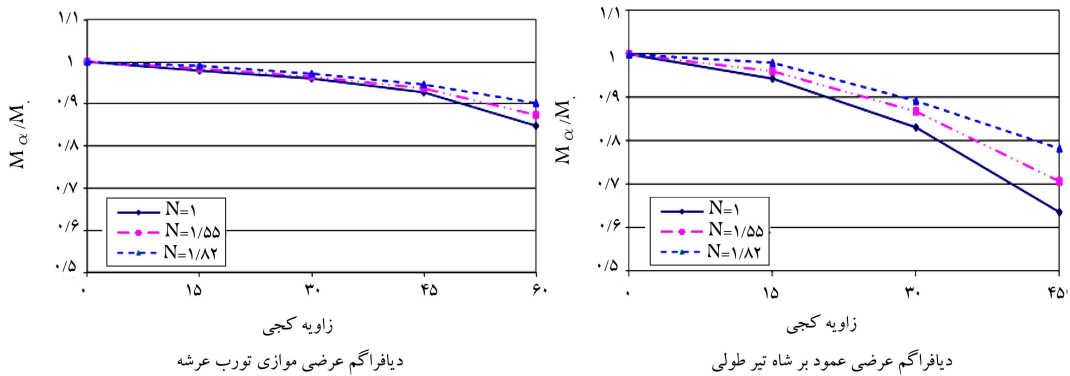 ۱/۱
۱
۰/۹
۰/۸
۰/۷
۰/۶
۰/۵
M α /M۰
N=۱
N=۱/۵۵
N=۱/۸۲
۰ ۱۵ ۳۰ ۴۵ ۶۰
زاویه کجی
دیافراگم عرضی موازی تورب عرشه
۱/۱
۱
۰/۹
۰/۸
۰/۷
۰/۶
۰/۵
M α /M۰
N=۱
N=۱/۵۵
N=۱/۸۲
۰ ۱۵ ۳۰ ۴۵°
زاویه کجی
دیافراگم عرضی عمود بر شاه تیر طولی